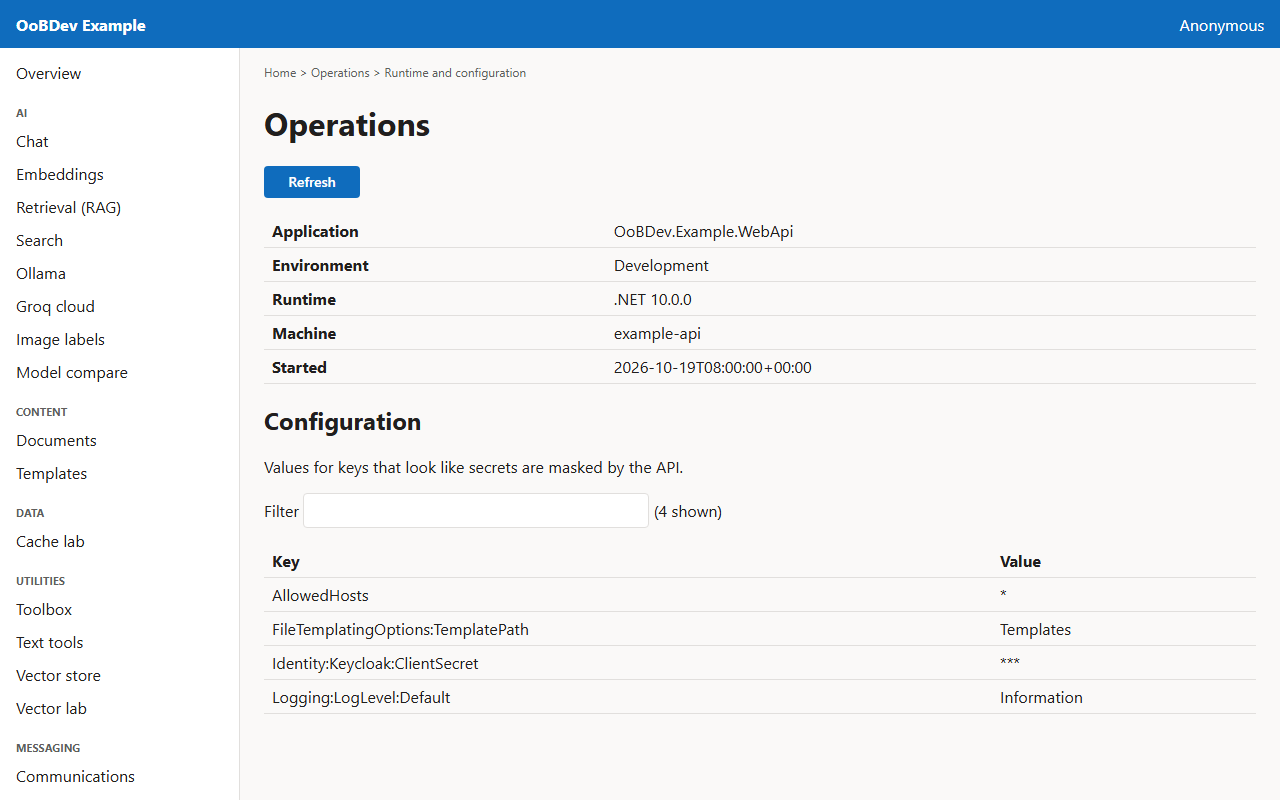 OoBDev Example
Anonymous
Overview
AI
Chat
Embeddings
Retrieval (RAG)
Search
Ollama
Groq cloud
Image labels
Model compare
CONTENT
Documents
Templates
DATA
Cache lab
UTILITIES
Toolbox
Text tools
Vector store
Vector lab
MESSAGING
Communications
Home > Operations > Runtime and configuration
Operations
Refresh
Application OoBDev.Example.WebApi
Environment Development
Runtime .NET 10.0.0
Machine example-api
Started 2026-10-19T08:00:00+00:00
Configuration
Values for keys that look like secrets are masked by the API.
Filter (4 shown)
Key Value
AllowedHosts *
FileTemplatingOptions:TemplatePath Templates
Identity:Keycloak:ClientSecret ***
Logging:LogLevel:Default Information